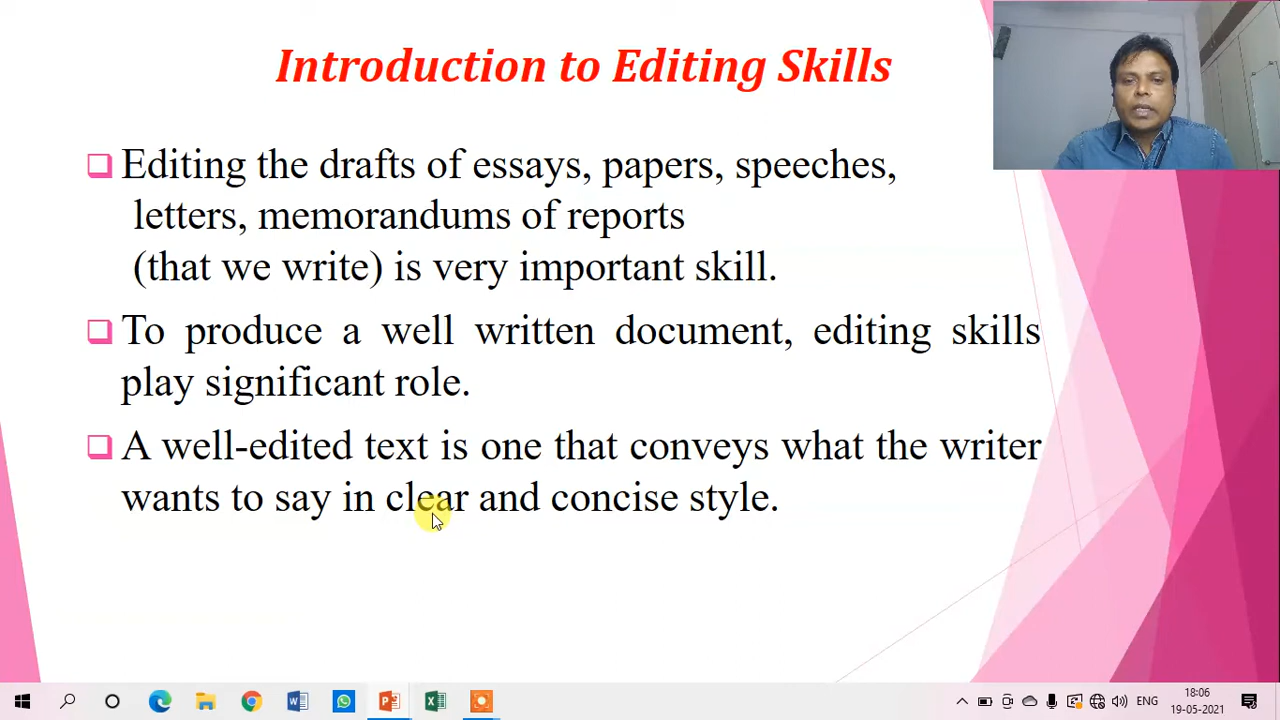 Introduction to Editing Skills
Editing the drafts of essays, papers, speeches,
letters, memorandums of reports
(that we write) is very important skill.
To produce a well written document, editing skills
play significant role.
A well-edited text is one that conveys what the writer
wants to say in clear and concise style.
ENG
18:06
19-05-2021